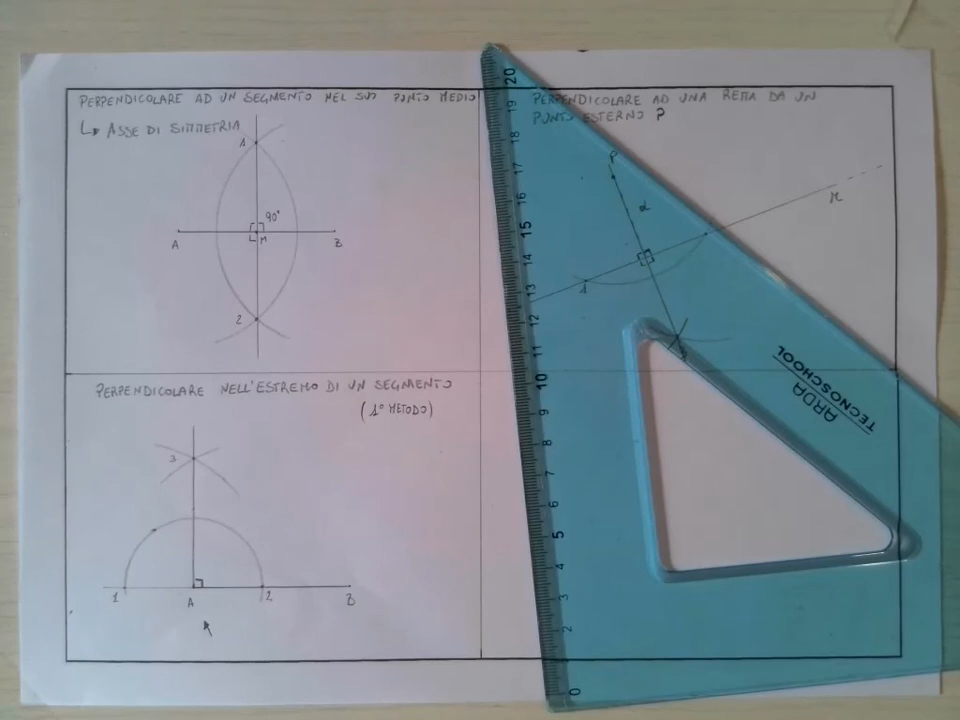 PERPENDICOLARE AD UN SEGMENTO NEL SUO PUNTO MEDIO
ASSE DI SIMMETRIA
1
90°
A
M
B
2
PERPENDICOLARE AD UNA RETTA DA UN
PUNTO ESTERNO P
P
α
r
1
PERPENDICOLARE NELL'ESTREMO DI UN SEGMENTO
(1° METODO)
3
1
A
2
B
20
19
18
17
16
15
14
13
12
11
10
9
8
7
6
5
4
3
2
0
ARDA
TECNOSCHOOL